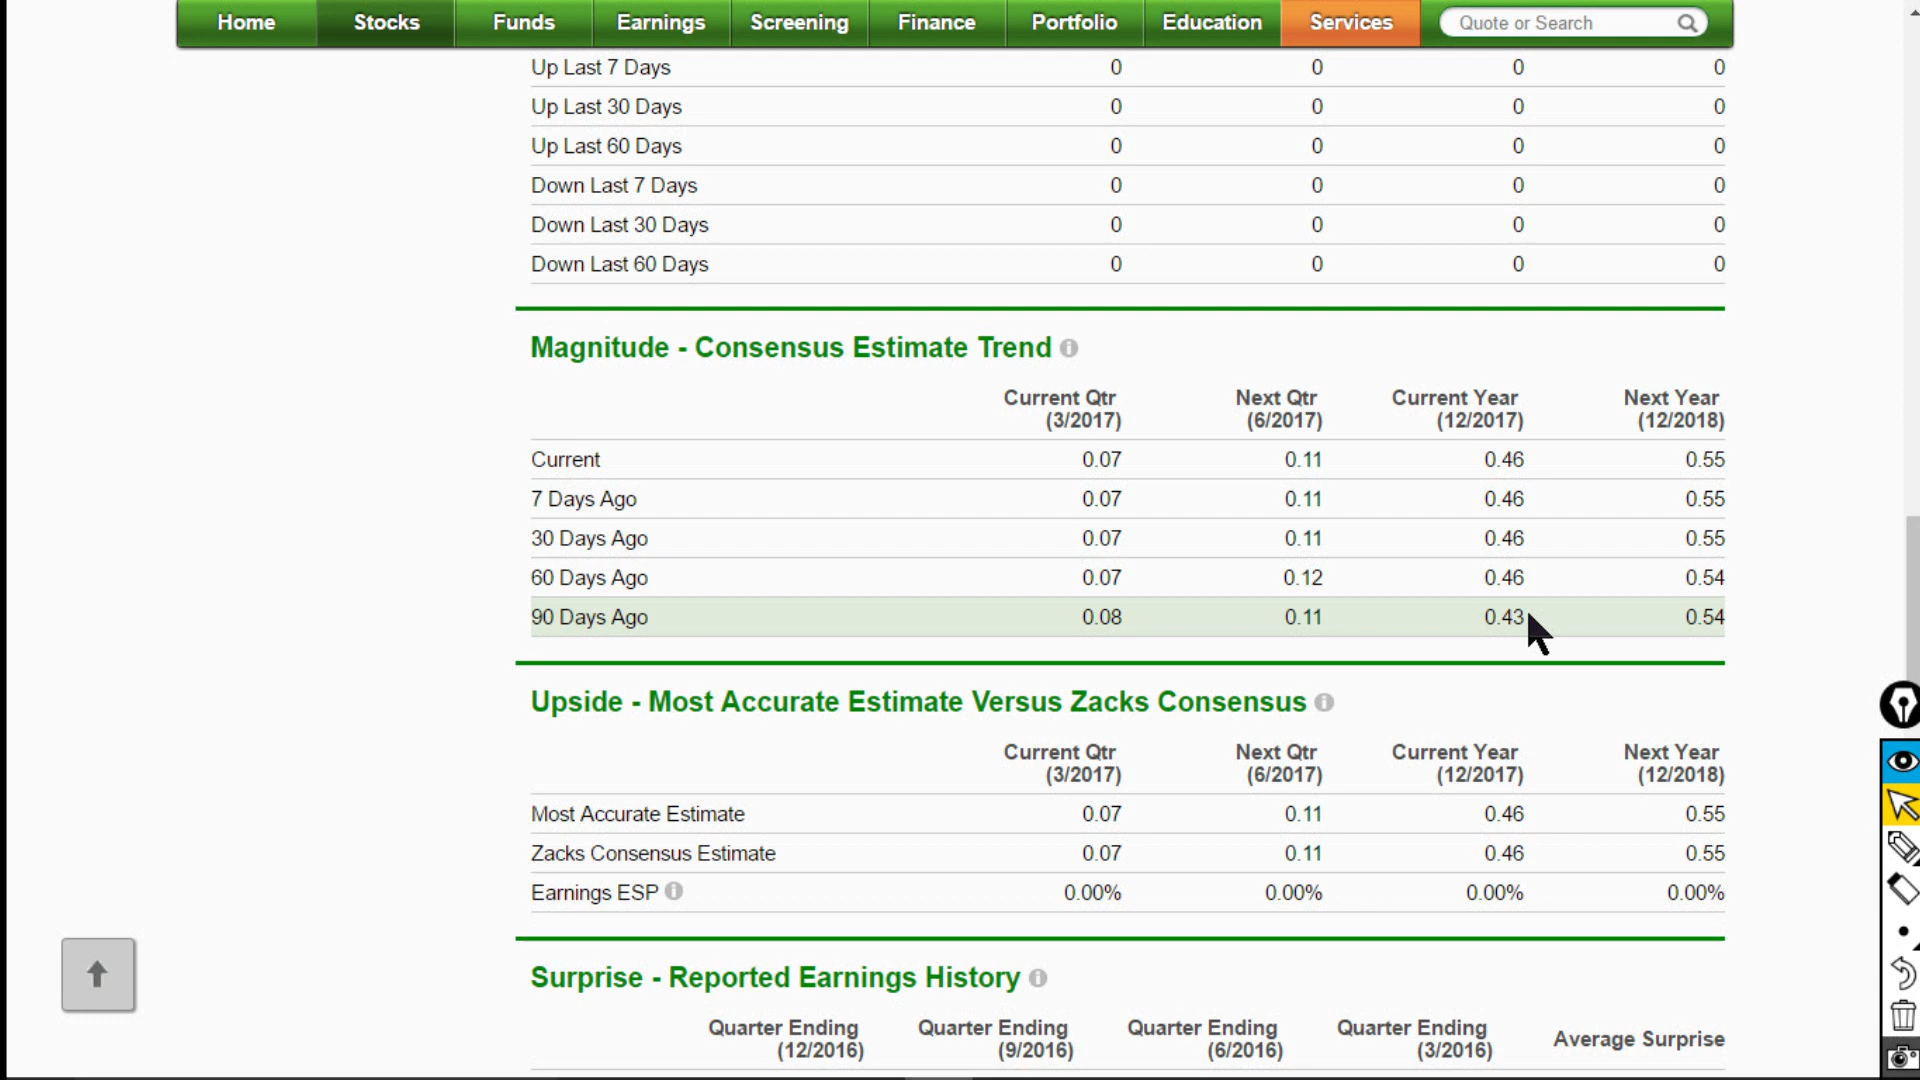 Home Stocks Funds Earnings Screening Finance Portfolio Education Services Quote or Search
Up Last 7 Days 0 0 0 0
Up Last 30 Days 0 0 0 0
Up Last 60 Days 0 0 0 0
Down Last 7 Days 0 0 0 0
Down Last 30 Days 0 0 0 0
Down Last 60 Days 0 0 0 0
Magnitude - Consensus Estimate Trend
Current Qtr Next Qtr Current Year Next Year
(3/2017) (6/2017) (12/2017) (12/2018)
Current 0.07 0.11 0.46 0.55
7 Days Ago 0.07 0.11 0.46 0.55
30 Days Ago 0.07 0.11 0.46 0.55
60 Days Ago 0.07 0.12 0.46 0.54
90 Days Ago 0.08 0.11 0.43 0.54
Upside - Most Accurate Estimate Versus Zacks Consensus
Current Qtr Next Qtr Current Year Next Year
(3/2017) (6/2017) (12/2017) (12/2018)
Most Accurate Estimate 0.07 0.11 0.46 0.55
Zacks Consensus Estimate 0.07 0.11 0.46 0.55
Earnings ESP 0.00% 0.00% 0.00% 0.00%
Surprise - Reported Earnings History
Quarter Ending Quarter Ending Quarter Ending Quarter Ending Average Surprise
(12/2016) (9/2016) (6/2016) (3/2016)